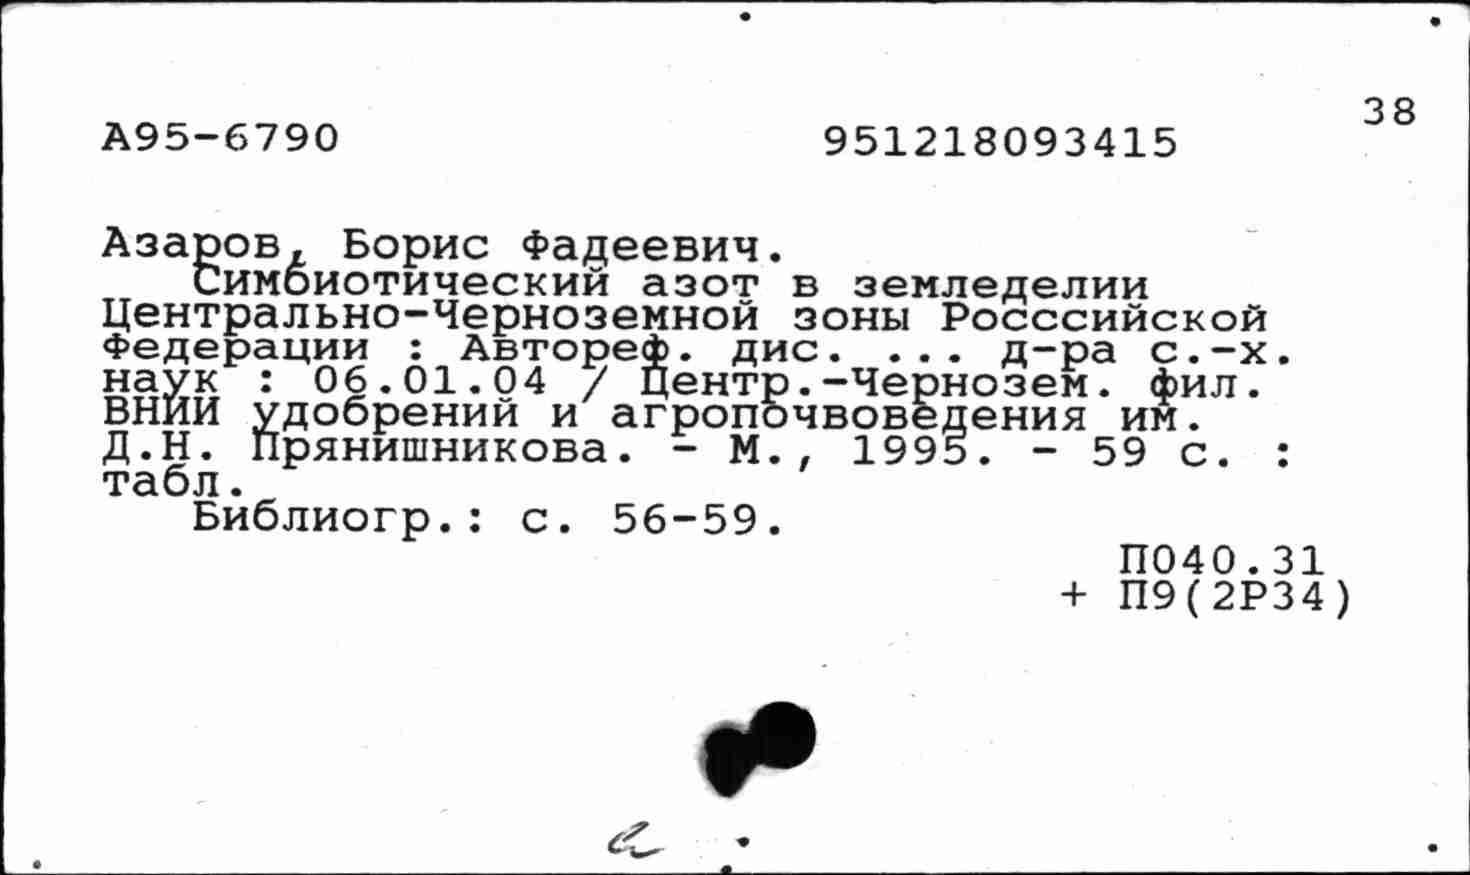 38
А95-6790 951218093415
Азаров, Борис Фадеевич.
Симбиотический азот в земледелии
Центрально-Черноземной зоны Росссийской
Федерации : Автореф. дис. ... д-ра с.-х.
наук : 06.01.04 / Центр.-Чернозем. фил.
ВНИИ удобрений и агропочвоведения им.
Д.Н. Прянишникова. - М., 1995. - 59 с. :
табл.
Библиогр.: с. 56-59.
П040.31
+ П9(2Р34)